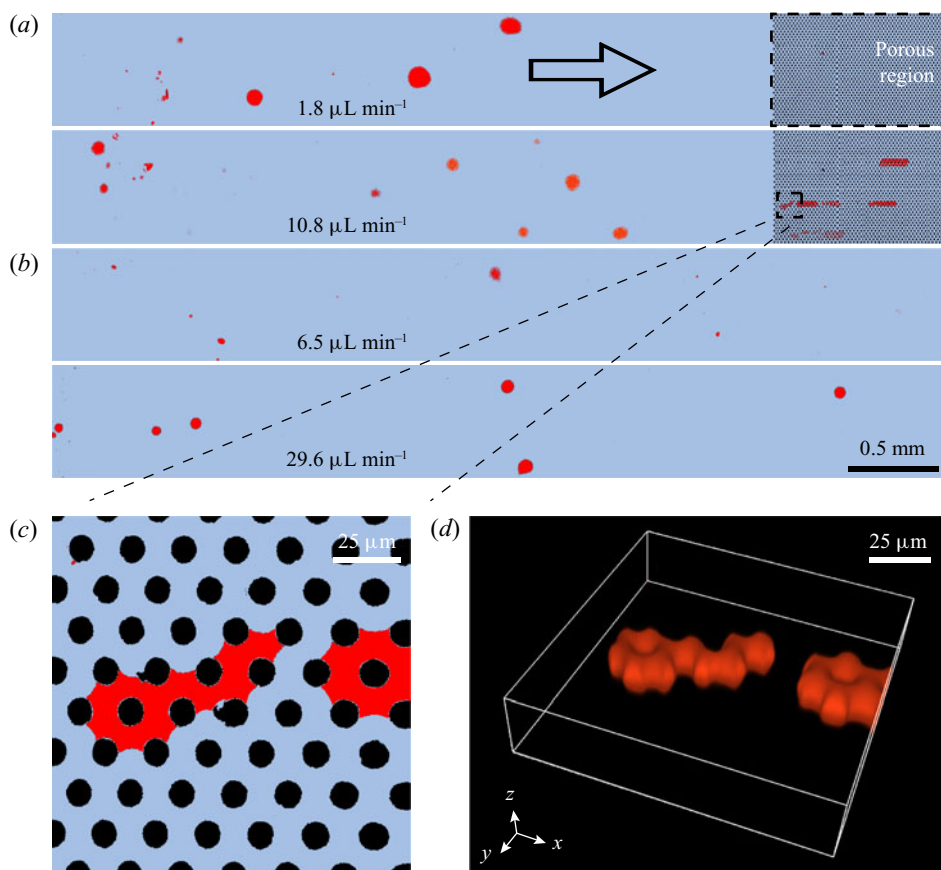 (a)
Porous
region
1.8 μL min⁻¹
10.8 μL min⁻¹
(b)
6.5 μL min⁻¹
29.6 μL min⁻¹
0.5 mm
(c)
25 μm
(d)
25 μm
z
y
x